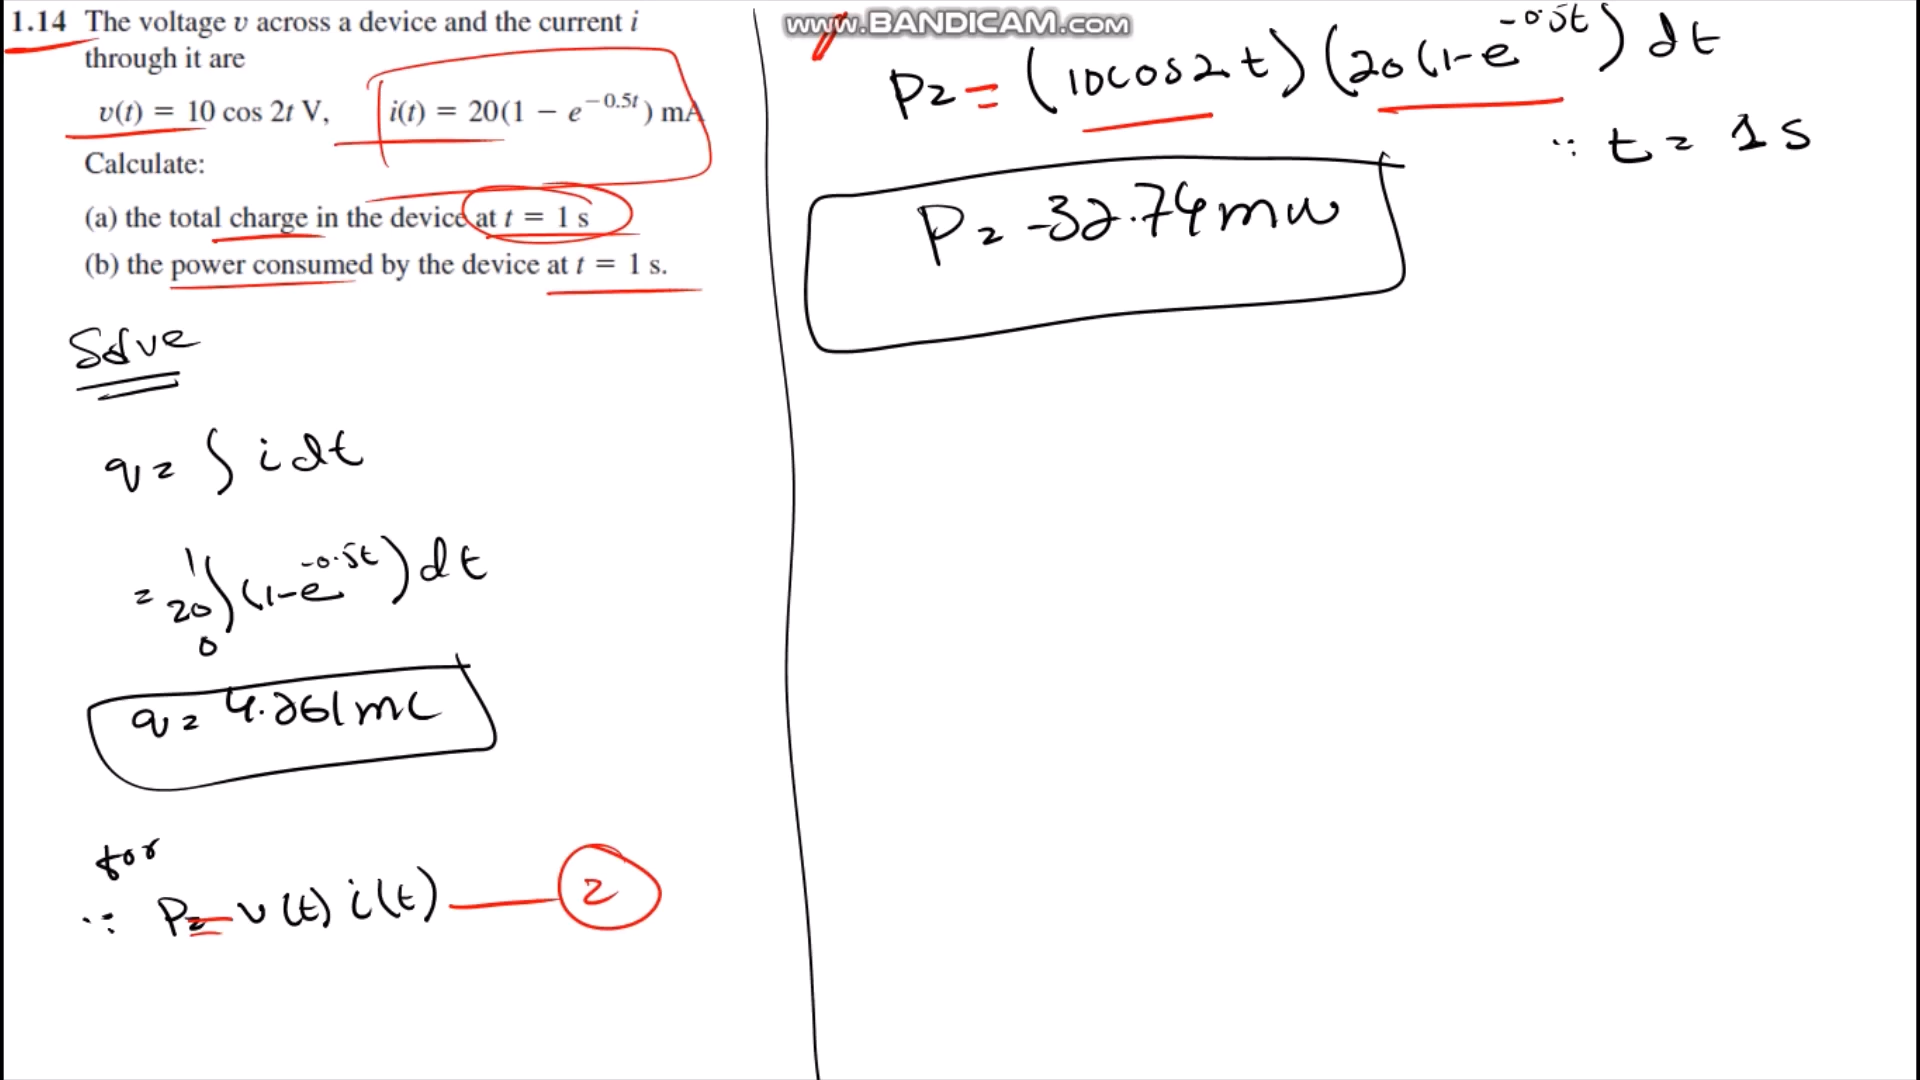 1.14 The voltage v across a device and the current i
through it are
v(t) = 10 cos 2t V, i(t) = 20(1 − e^−0.5t) mA
Calculate:
(a) the total charge in the device at t = 1 s
(b) the power consumed by the device at t = 1 s.
Solve
q = ∫ i dt
= 20 ∫₀¹ (1-e^-0.5t) dt
q = 4.261 mC
for
∵ P = v(t) i(t) — 2
www.BANDICAM.com
P = (10cos2t)(20(1-e^-0.5t) dt
∵ t = 1 s
P = -32.74 mw